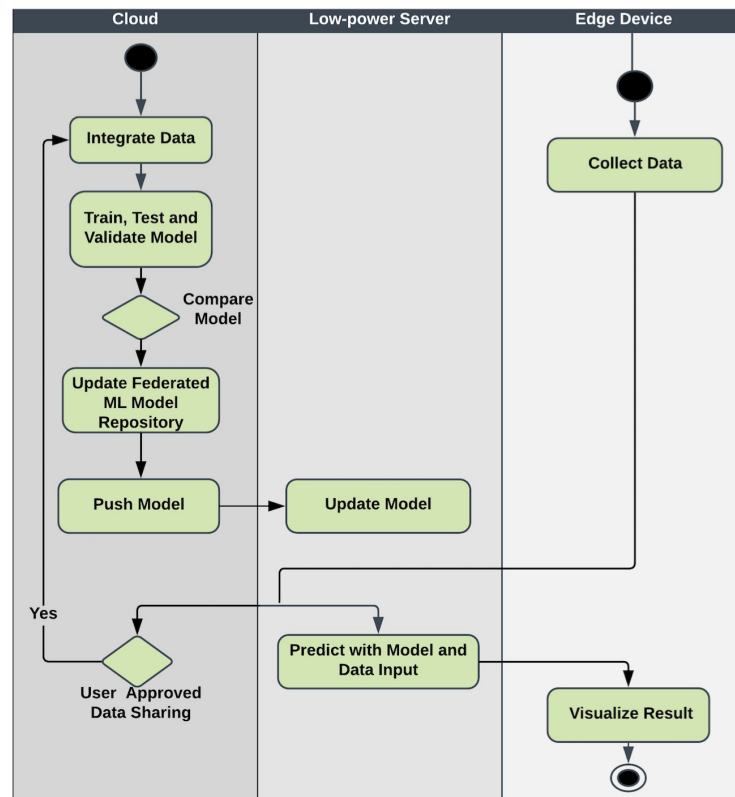 Cloud
Low-power Server
Edge Device
Integrate Data
Collect Data
Train, Test and
Validate Model
Compare
Model
Update Federated
ML Model
Repository
Push Model
Update Model
Yes
Predict with Model and
Data Input
User Approved
Data Sharing
Visualize Result